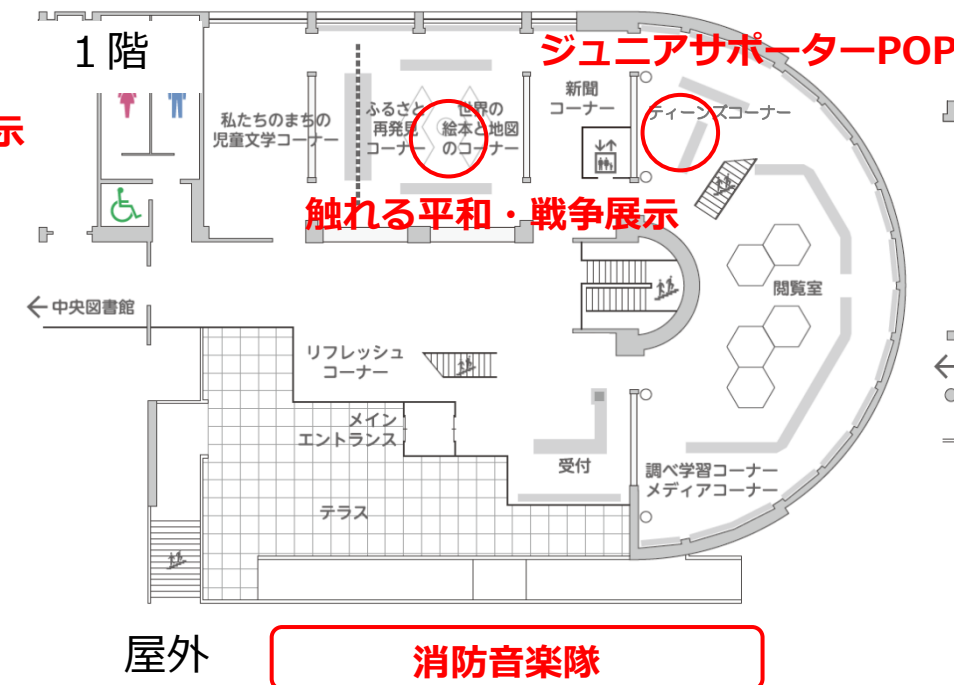 １階
ジュニアサポーターPOP
示
新聞
コーナー
ティーンズコーナー
私たちのまちの
児童文学コーナー
ふるさと
再発見
コーナー
世界の
絵本と地図
のコーナー
触れる平和・戦争展示
閲覧室
← 中央図書館
リフレッシュ
コーナー
メイン
エントランス
受付
調べ学習コーナー
メディアコーナー
テラス
屋外
消防音楽隊